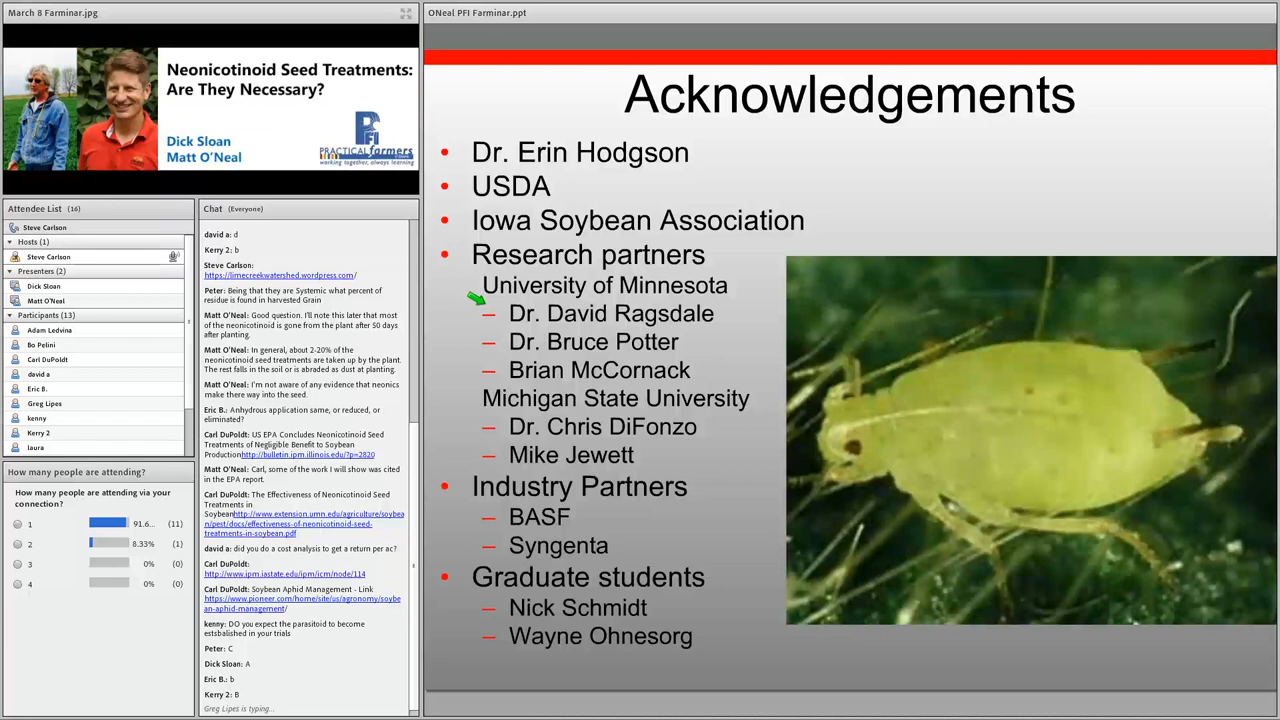 March 8 Farminar.jpg
Neonicotinoid Seed Treatments:
Are They Necessary?
Dick Sloan
Matt O'Neal
PFI
PRACTICAL farmers
working together, always learning
Attendee List (16)
Steve Carlson
Hosts (1)
Steve Carlson
Presenters (2)
Dick Sloan
Matt O'Neal
Participants (13)
Adam Ledvina
Bo Pelini
Carl DuPoldt
david a
Eric B.
Greg Lipes
kenny
Kerry 2
laura
How many people are attending?
How many people are attending via your
connection?
1 91.6... (11)
2 8.33% (1)
3 0% (0)
4 0% (0)
Chat (Everyone)
david a: d
Kerry 2: b
Steve Carlson:
https://limecreekwatershed.wordpress.com/
Peter: Being that they are Systemic what percent of
residue is found in harvested Grain
Matt O'Neal: Good question. I'll note this later that most
of the neonicotinoid is gone from the plant after 50 days
after planting.
Matt O'Neal: In general, about 2-20% of the
neonicotinoid seed treatments are taken up by the plant.
The rest falls in the soil or is abraded as dust at planting.
Matt O'Neal: I'm not aware of any evidence that neonics
make there way into the seed.
Eric B.: Anhydrous application same, or reduced, or
eliminated?
Carl DuPoldt: US EPA Concludes Neonicotinoid Seed
Treatments of Negligible Benefit to Soybean
Productionhttp://bulletin.ipm.illinois.edu/?p=2820
Matt O'Neal: Carl, some of the work I will show was cited
in the EPA report.
Carl DuPoldt: The Effectiveness of Neonicotinoid Seed
Treatments in
Soybeanhttp://www.extension.umn.edu/agriculture/soybea
n/pest/docs/effectiveness-of-neonicotinoid-seed-
treatments-in-soybean.pdf
david a: did you do a cost analysis to get a return per ac?
Carl DuPoldt:
http://www.ipm.iastate.edu/ipm/icm/node/114
Carl DuPoldt: Soybean Aphid Management - Link
https://www.pioneer.com/home/site/us/agronomy/soybe
an-aphid-management/
kenny: DO you expect the parasitoid to become
estsbalished in your trials
Peter: C
Dick Sloan: A
Eric B.: b
Kerry 2: B
Greg Lipes is typing...
ONeal PFI Farminar.ppt
Acknowledgements
• Dr. Erin Hodgson
• USDA
• Iowa Soybean Association
• Research partners
University of Minnesota
– Dr. David Ragsdale
– Dr. Bruce Potter
– Brian McCornack
Michigan State University
– Dr. Chris DiFonzo
– Mike Jewett
• Industry Partners
– BASF
– Syngenta
• Graduate students
– Nick Schmidt
– Wayne Ohnesorg